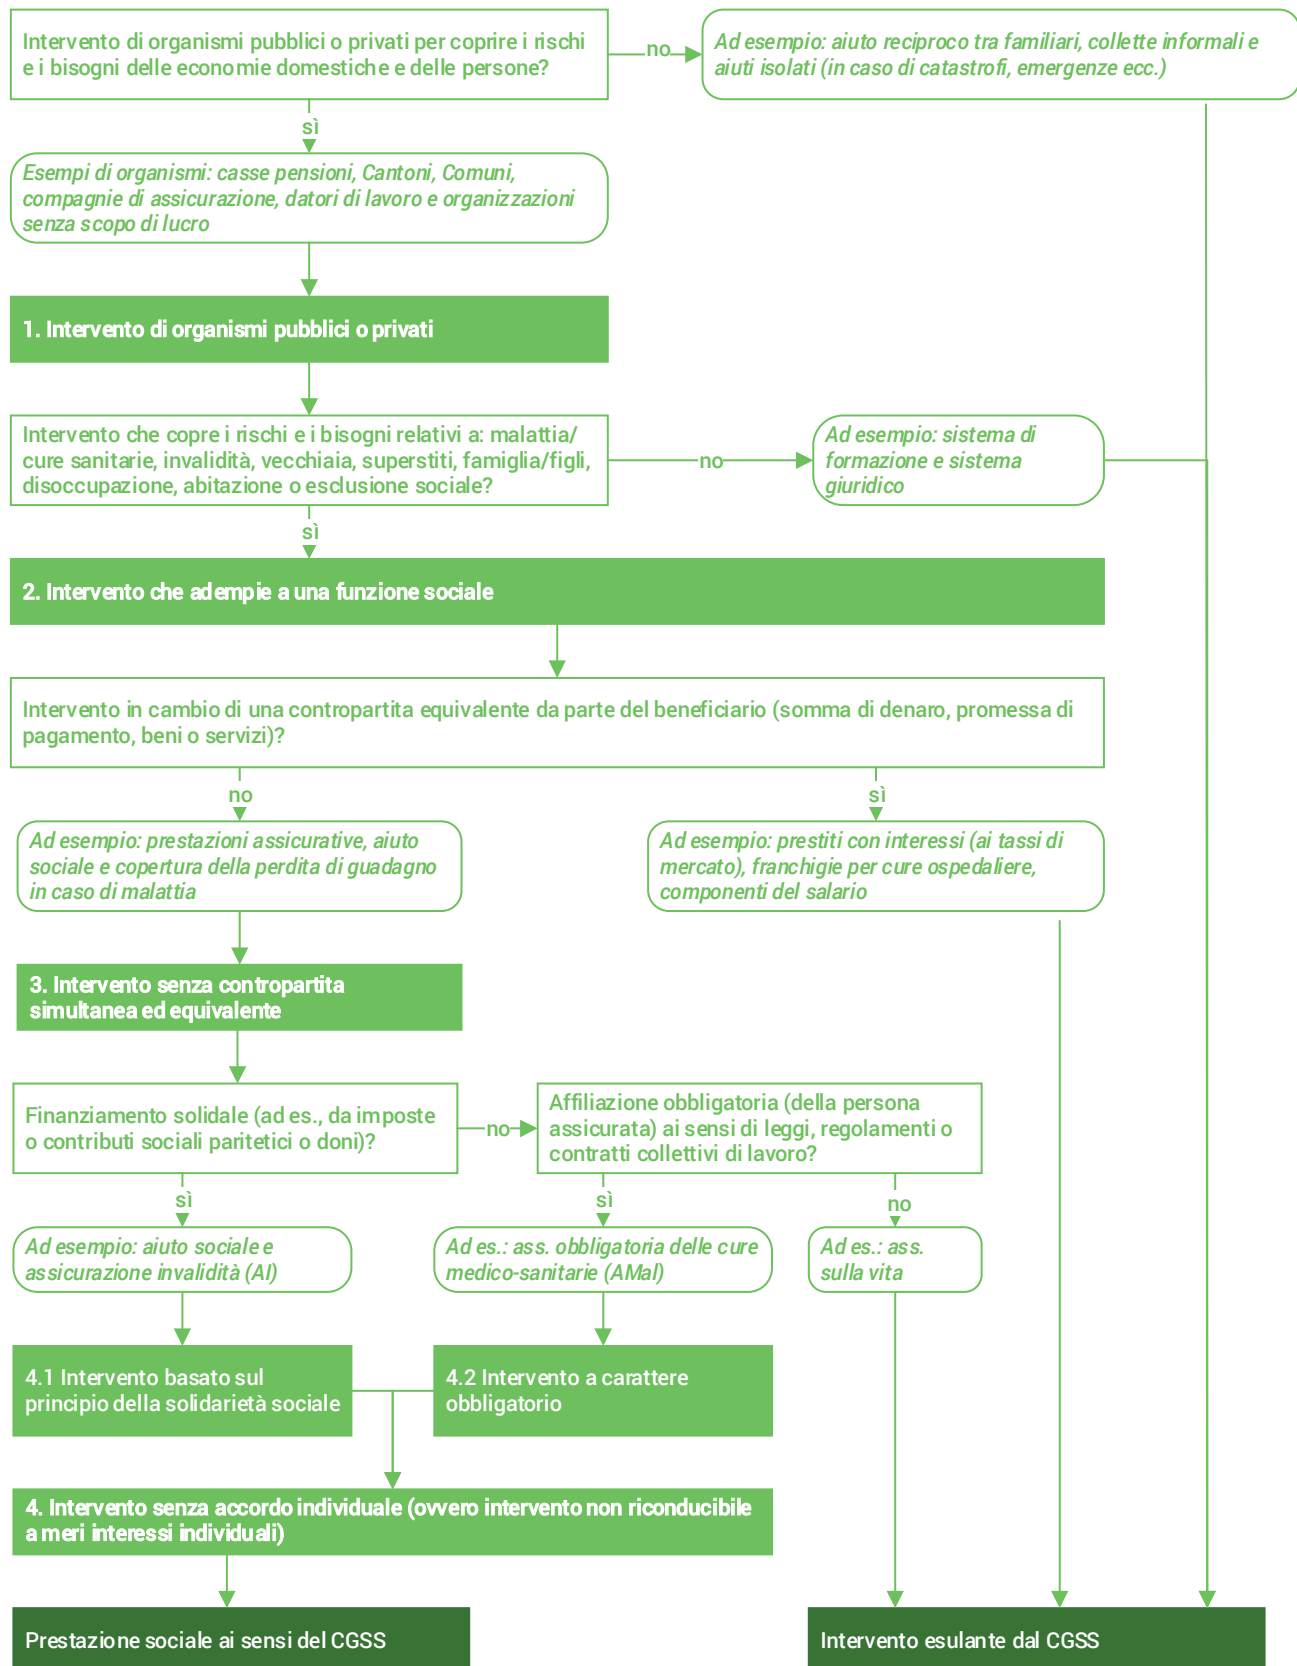 Intervento di organismi pubblici o privati per coprire i rischi
e i bisogni delle economie domestiche e delle persone?
no
Ad esempio: aiuto reciproco tra familiari, collette informali e
aiuti isolati (in caso di catastrofi, emergenze ecc.)
sì
Esempi di organismi: casse pensioni, Cantoni, Comuni,
compagnie di assicurazione, datori di lavoro e organizzazioni
senza scopo di lucro
1. Intervento di organismi pubblici o privati
Intervento che copre i rischi e i bisogni relativi a: malattia/
cure sanitarie, invalidità, vecchiaia, superstiti, famiglia/figli,
disoccupazione, abitazione o esclusione sociale?
no
Ad esempio: sistema di
formazione e sistema
giuridico
sì
2. Intervento che adempie a una funzione sociale
Intervento in cambio di una contropartita equivalente da parte del beneficiario (somma di denaro, promessa di
pagamento, beni o servizi)?
no
sì
Ad esempio: prestazioni assicurative, aiuto
sociale e copertura della perdita di guadagno
in caso di malattia
Ad esempio: prestiti con interessi (ai tassi di
mercato), franchigie per cure ospedaliere,
componenti del salario
3. Intervento senza contropartita
simultanea ed equivalente
Finanziamento solidale (ad es., da imposte
o contributi sociali paritetici o doni)?
no
Affiliazione obbligatoria (della persona
assicurata) ai sensi di leggi, regolamenti o
contratti collettivi di lavoro?
sì
sì
no
Ad esempio: aiuto sociale e
assicurazione invalidità (AI)
Ad es.: ass. obbligatoria delle cure
medico-sanitarie (AMal)
Ad es.: ass.
sulla vita
4.1 Intervento basato sul
principio della solidarietà sociale
4.2 Intervento a carattere
obbligatorio
4. Intervento senza accordo individuale (ovvero intervento non riconducibile
a meri interessi individuali)
Prestazione sociale ai sensi del CGSS
Intervento esulante dal CGSS